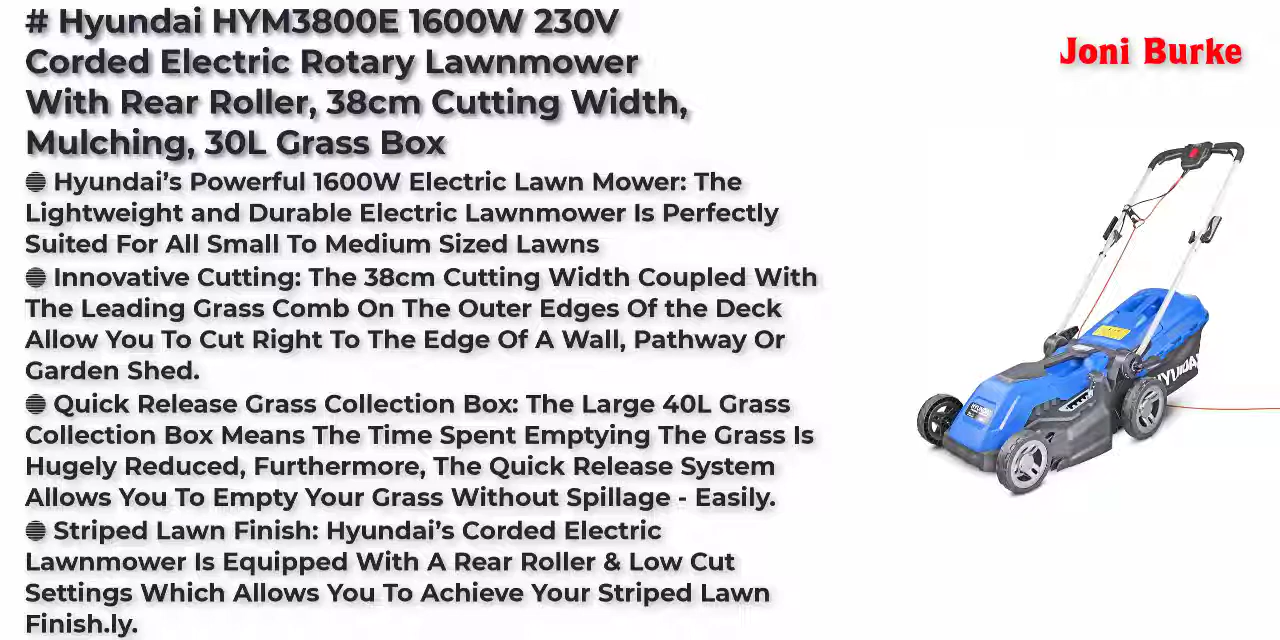 # Hyundai HYM3800E 1600W 230V
Corded Electric Rotary Lawnmower
With Rear Roller, 38cm Cutting Width,
Mulching, 30L Grass Box
● Hyundai's Powerful 1600W Electric Lawn Mower: The
Lightweight and Durable Electric Lawnmower Is Perfectly
Suited For All Small To Medium Sized Lawns
● Innovative Cutting: The 38cm Cutting Width Coupled With
The Leading Grass Comb On The Outer Edges Of the Deck
Allow You To Cut Right To The Edge Of A Wall, Pathway Or
Garden Shed.
● Quick Release Grass Collection Box: The Large 40L Grass
Collection Box Means The Time Spent Emptying The Grass Is
Hugely Reduced, Furthermore, The Quick Release System
Allows You To Empty Your Grass Without Spillage - Easily.
● Striped Lawn Finish: Hyundai's Corded Electric
Lawnmower Is Equipped With A Rear Roller & Low Cut
Settings Which Allows You To Achieve Your Striped Lawn
Finish.ly.
Joni Burke
HYUNDAI